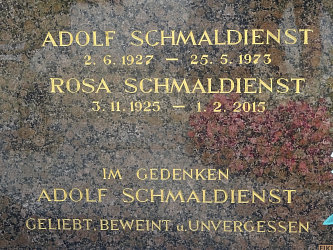 ADOLF SCHMALDIENST
2. 6. 1927 — 25. 5. 1973
ROSA SCHMALDIENST
3. 11. 1925 — 1. 2. 2015
IM GEDENKEN
ADOLF SCHMALDIENST
GELIEBT, BEWEINT u. UNVERGESSEN